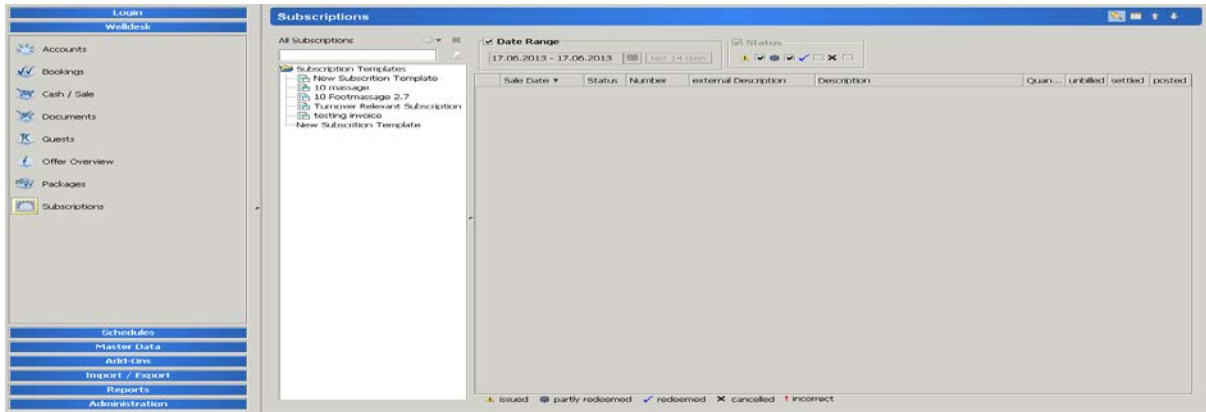 Login
Welldesk
Accounts
Bookings
Cash / Sale
Documents
Guests
Offer Overview
Packages
Subscriptions
Schedules
Master Data
Add-Ons
Import / Export
Reports
Administration
Subscriptions
All Subscriptions
Subscription Templates
New Subscrition Template
10 massage
10 Footmassage 2.7
Turnover Relevant Subscription
testing invoice
New Subscrition Template
Date Range
17.06.2013 - 17.06.2013 last 14 days
Status
Sale Date Status Number external Description Description Quan... unbilled settled posted
issued partly redeemed redeemed cancelled incorrect